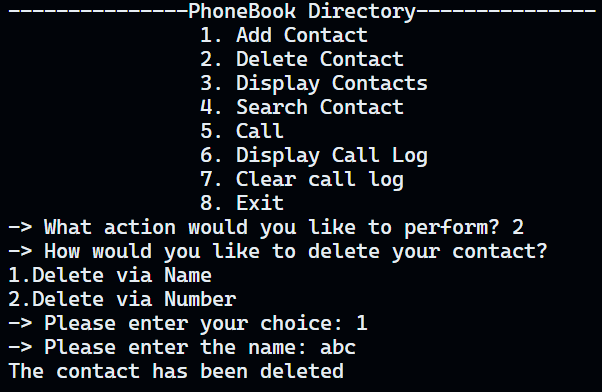 ---------------PhoneBook Directory---------------
1. Add Contact
2. Delete Contact
3. Display Contacts
4. Search Contact
5. Call
6. Display Call Log
7. Clear call log
8. Exit
-> What action would you like to perform? 2
-> How would you like to delete your contact?
1.Delete via Name
2.Delete via Number
-> Please enter your choice: 1
-> Please enter the name: abc
The contact has been deleted